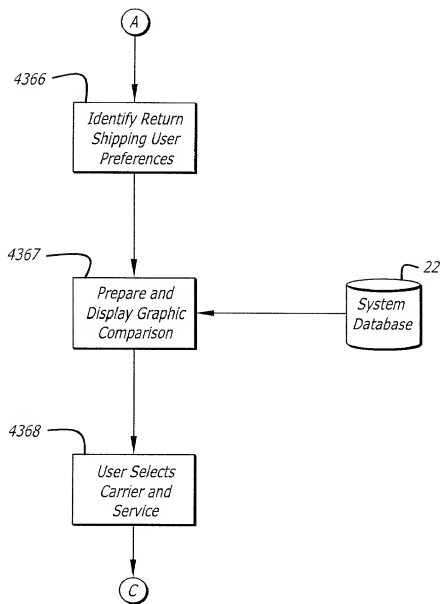 A
4366
Identify Return
Shipping User
Preferences
4367
Prepare and
Display Graphic
Comparison
22
System
Database
4368
User Selects
Carrier and
Service
C